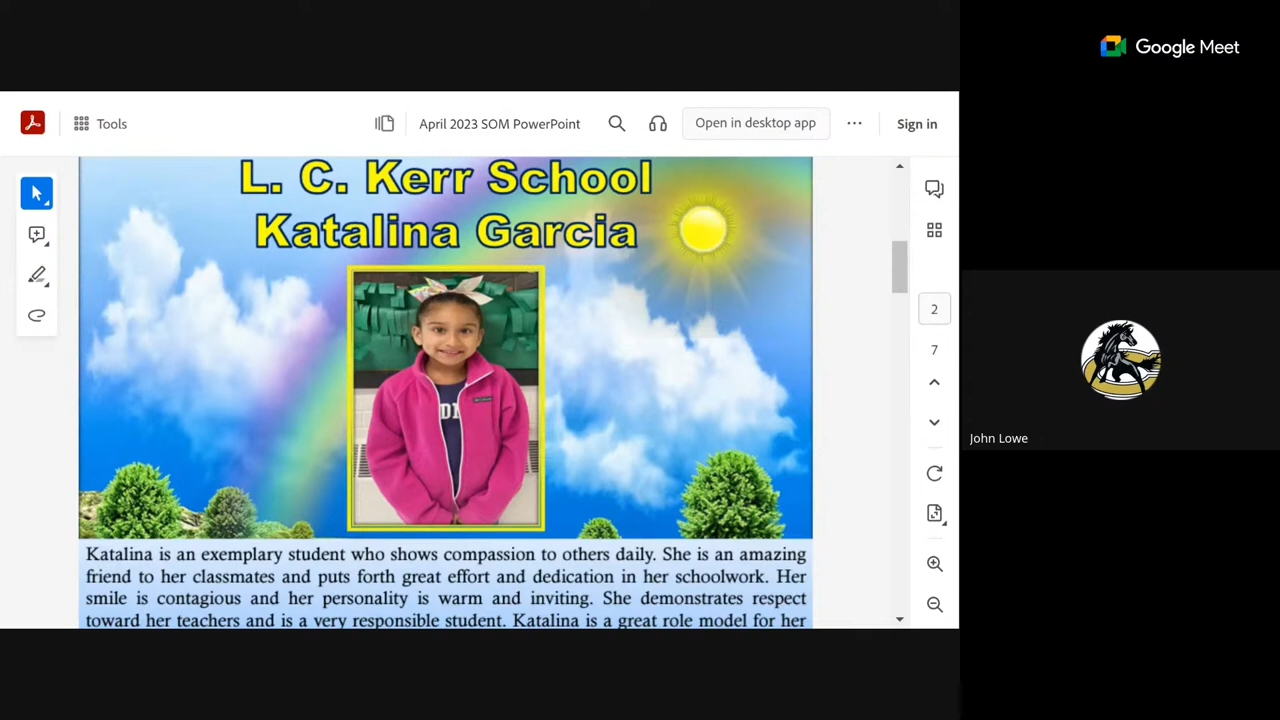 Google Meet
Tools
April 2023 SOM PowerPoint
Open in desktop app
Sign in
L. C. Kerr School
Katalina Garcia
2
7
John Lowe
Katalina is an exemplary student who shows compassion to others daily. She is an amazing
friend to her classmates and puts forth great effort and dedication in her schoolwork. Her
smile is contagious and her personality is warm and inviting. She demonstrates respect
toward her teachers and is a very responsible student. Katalina is a great role model for her